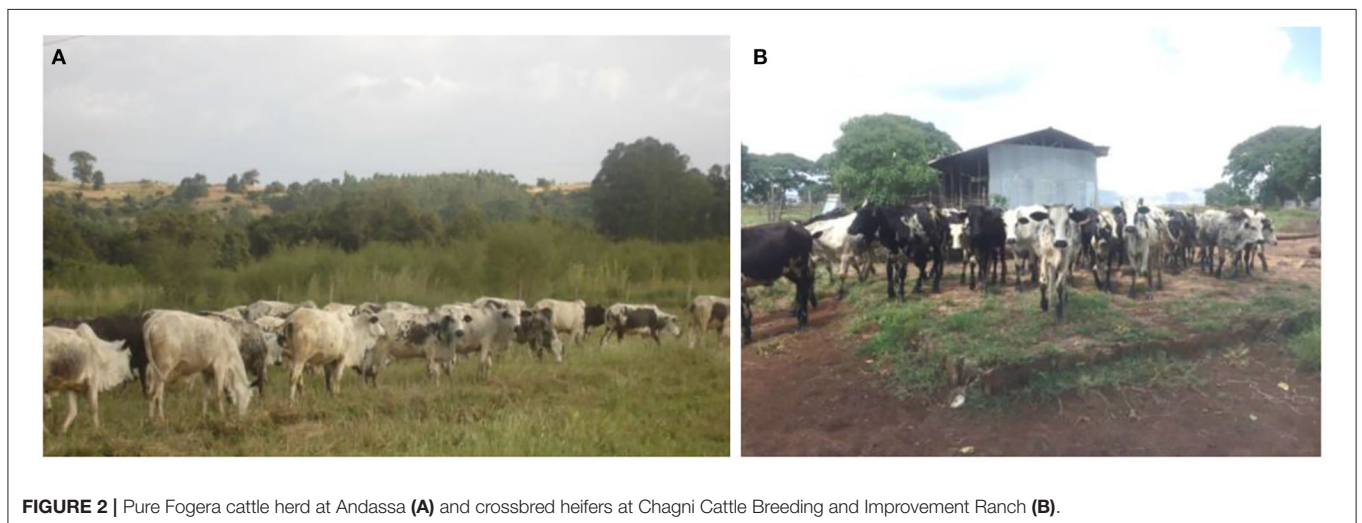 A
B
FIGURE 2 | Pure Fogera cattle herd at Andassa (A) and crossbred heifers at Chagni Cattle Breeding and Improvement Ranch (B).